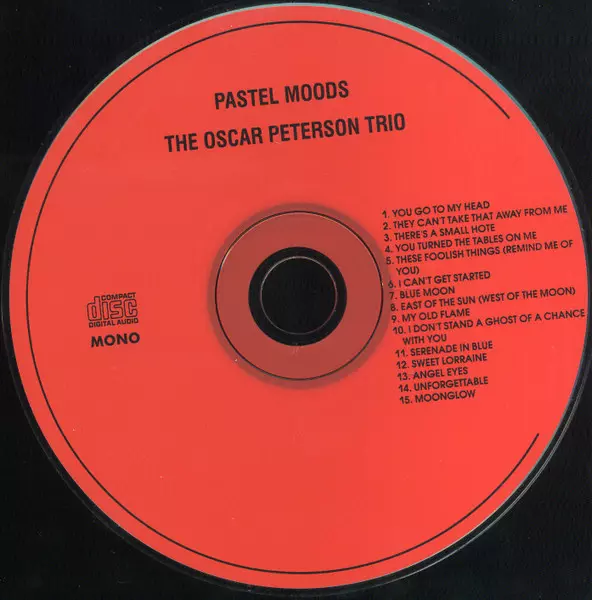 PASTEL MOODS
THE OSCAR PETERSON TRIO
1. YOU GO TO MY HEAD
2. THEY CAN'T TAKE THAT AWAY FROM ME
3. THERE'S A SMALL HOTE
4. YOU TURNED THE TABLES ON ME
5. THESE FOOLISH THINGS (REMIND ME OF
YOU)
6. I CAN'T GET STARTED
7. BLUE MOON
8. EAST OF THE SUN (WEST OF THE MOON)
9. MY OLD FLAME
10. I DON'T STAND A GHOST OF A CHANCE
WITH YOU
11. SERENADE IN BLUE
12. SWEET LORRAINE
13. ANGEL EYES
14. UNFORGETTABLE
15. MOONGLOW
COMPACT
disc
DIGITAL AUDIO
MONO